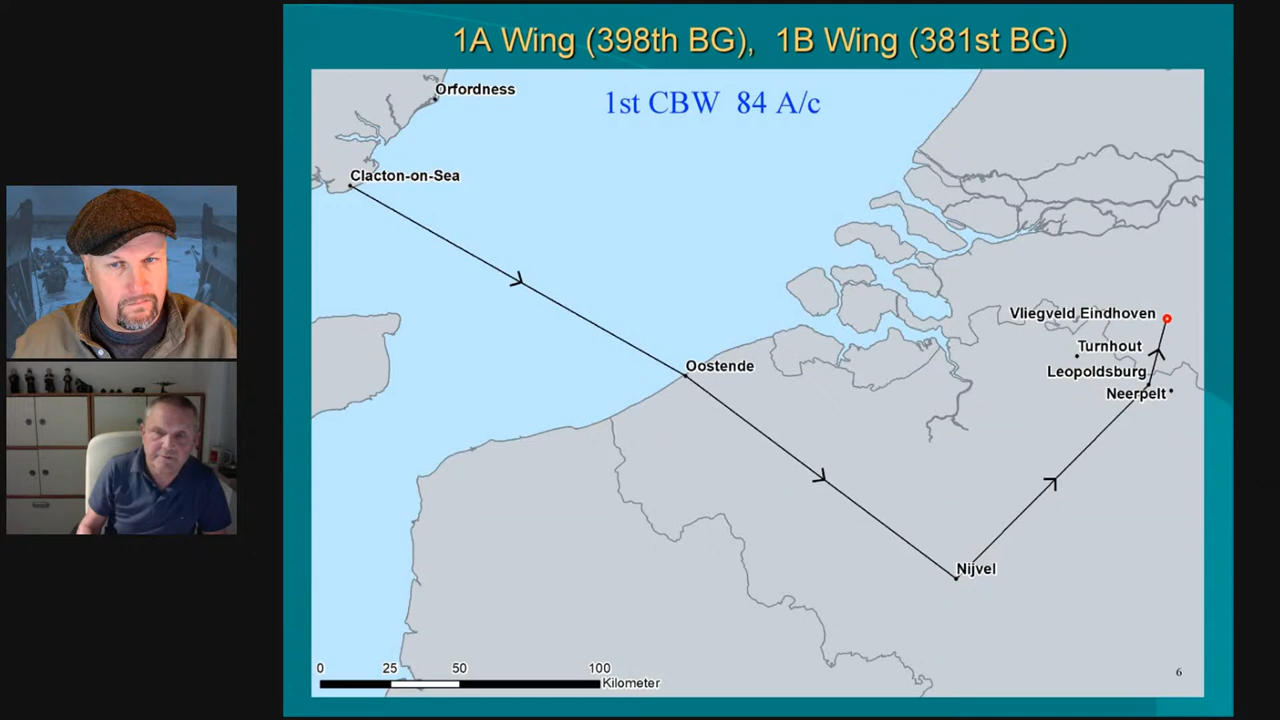 1A Wing (398th BG), 1B Wing (381st BG)
1st CBW 84 A/c
Orfordness
Clacton-on-Sea
Vliegveld Eindhoven
Turnhout
Oostende
Leopoldsburg
Neerpelt
Nijvel
0 25 50 100
Kilometer
6